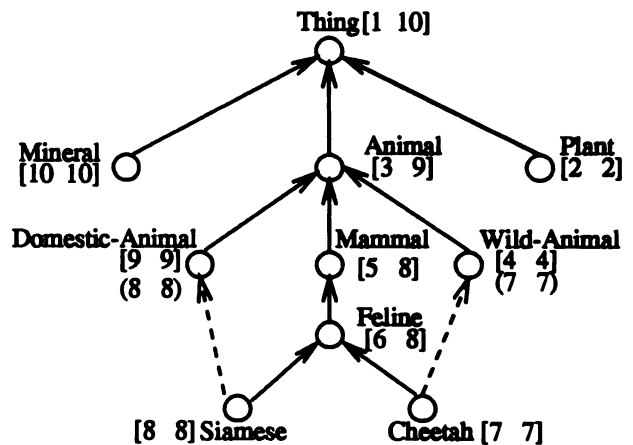 Thing [1 10]
Mineral
[10 10]
Animal
[3 9]
Plant
[2 2]
Domestic-Animal
[9 9]
(8 8)
Mammal
[5 8]
Wild-Animal
[4 4]
(7 7)
Feline
[6 8]
[8 8] Siamese
Cheetah [7 7]